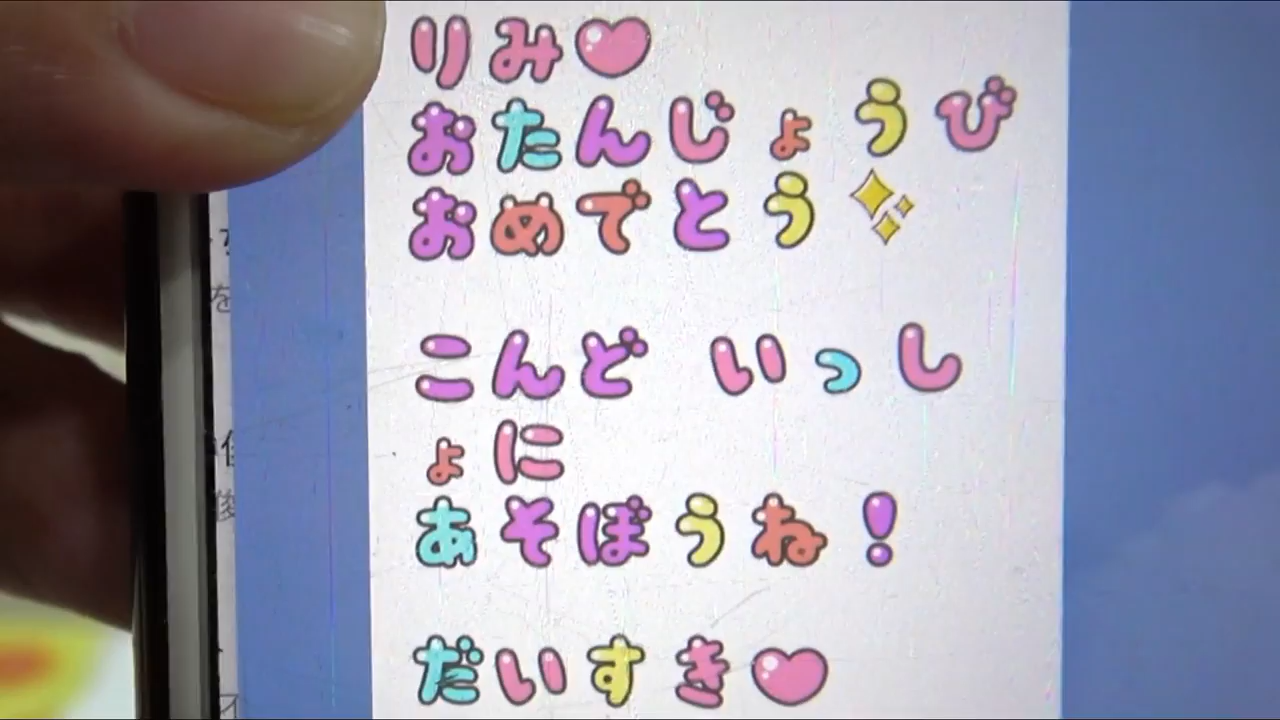 りみ♥
おたんじょうび
おめでとう✨
こんど いっし
ょに
あそぼうね!
だいすき♥